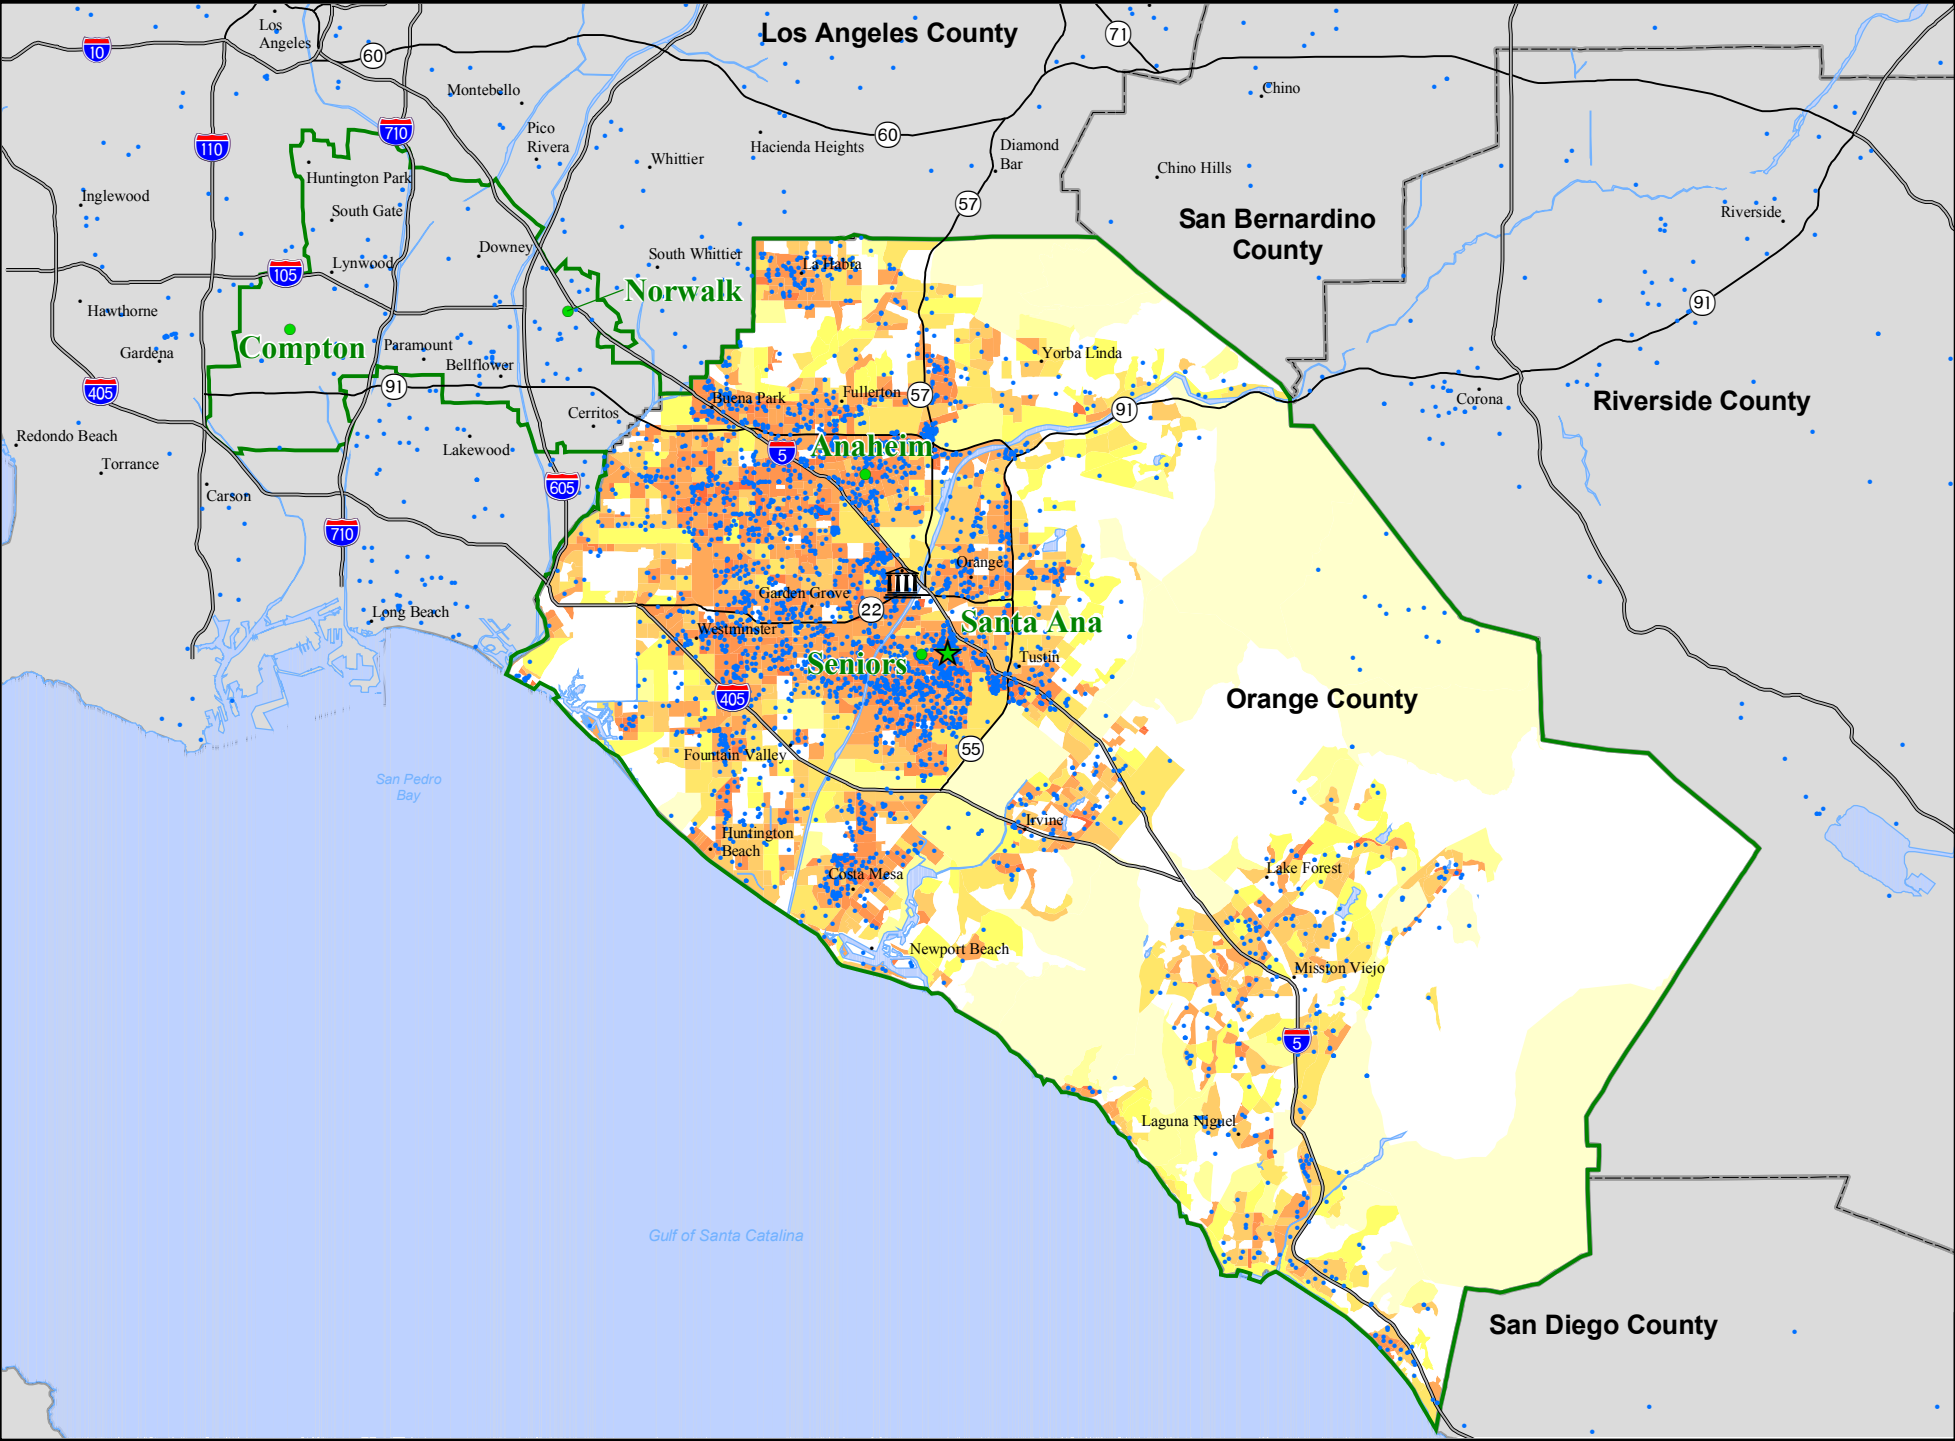 Los Angeles County
Los
Angeles
10
60
71
Montebello
Chino
710
110
Pico
Rivera
60
Hacienda Heights
Diamond
Bar
Whittier
Chino Hills
Huntington Park
Inglewood
South Gate
57
San Bernardino
County
Riverside
Downey
South Whittier
La Habra
105
Lynwood
Norwalk
Hawthorne
91
Compton
Paramount
Gardena
Bellflower
Yorba Linda
405
91
Buena Park
Fullerton
57
91
Corona
Riverside County
Cerritos
Redondo Beach
Torrance
Lakewood
5
Anaheim
605
Carson
710
Orange
Garden Grove
22
Long Beach
Westminster
Santa Ana
Seniors
Tustin
405
Orange County
Fountain Valley
55
San Pedro
Bay
Irvine
Huntington
Beach
Costa Mesa
Lake Forest
Newport Beach
Mission Viejo
5
Laguna Niguel
Gulf of Santa Catalina
San Diego County